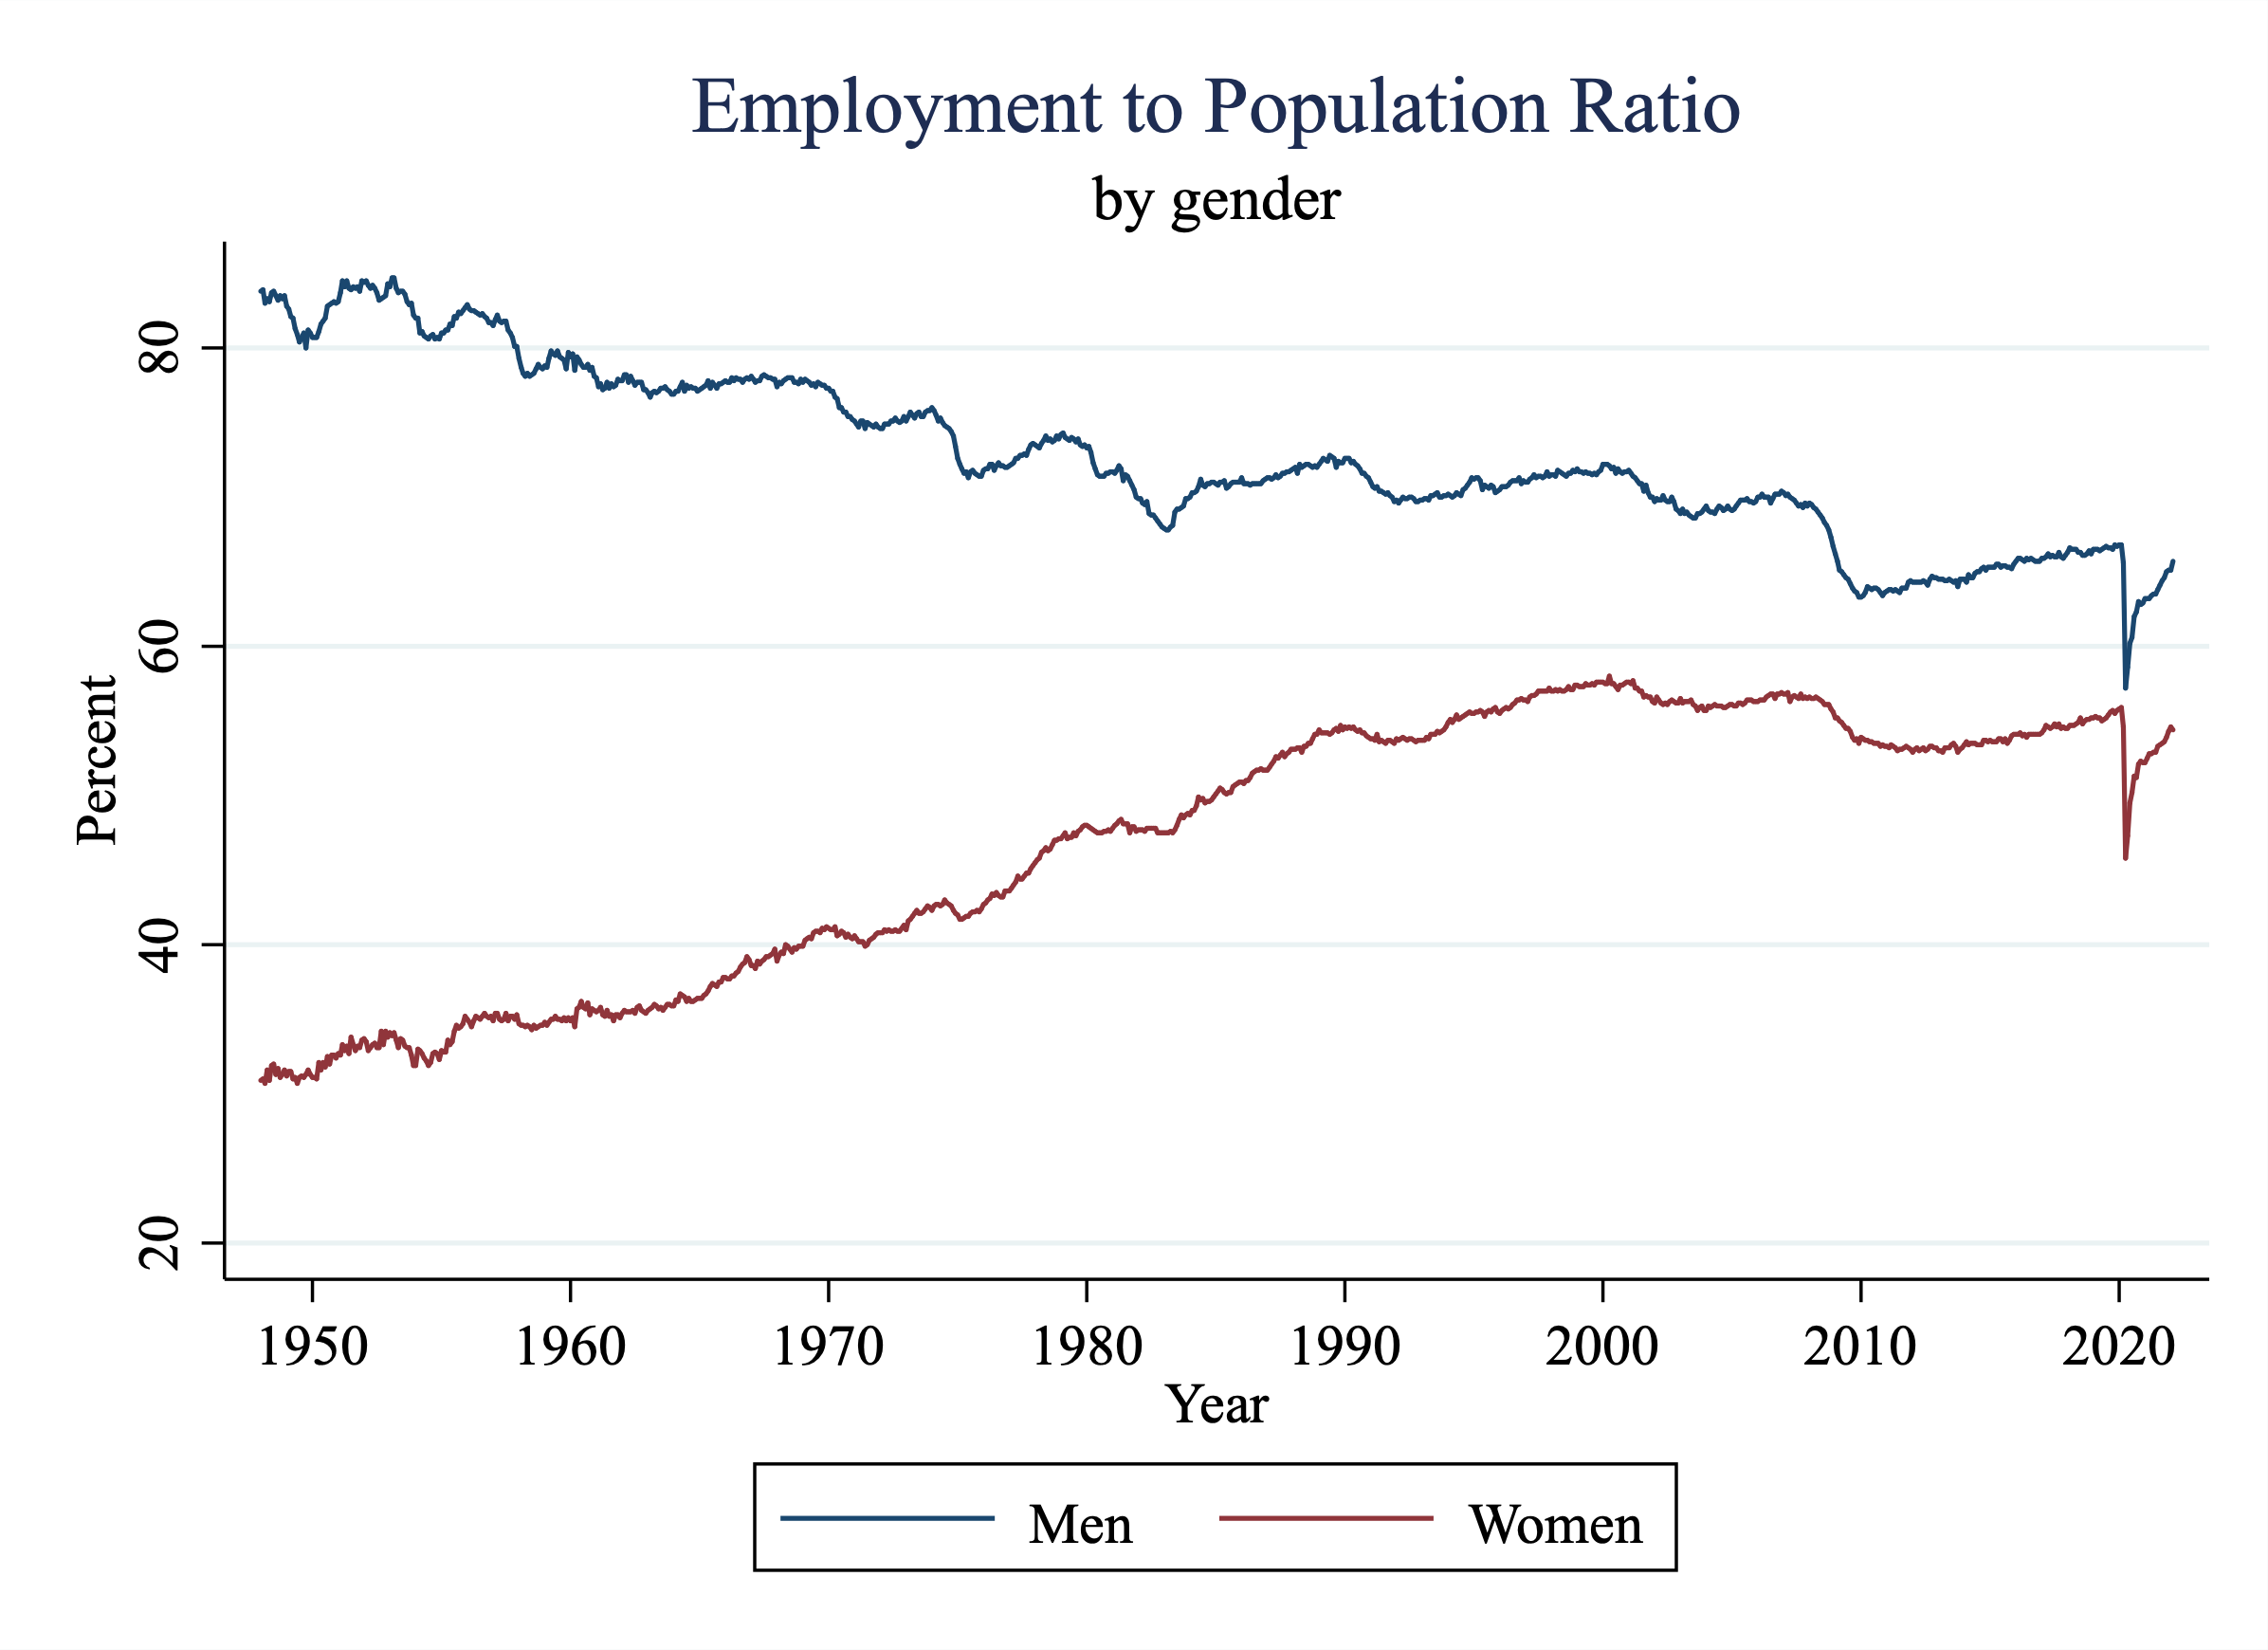 Employment to Population Ratio
by gender
Percent
80
60
40
20
1950 1960 1970 1980 1990 2000 2010 2020
Year
Men Women